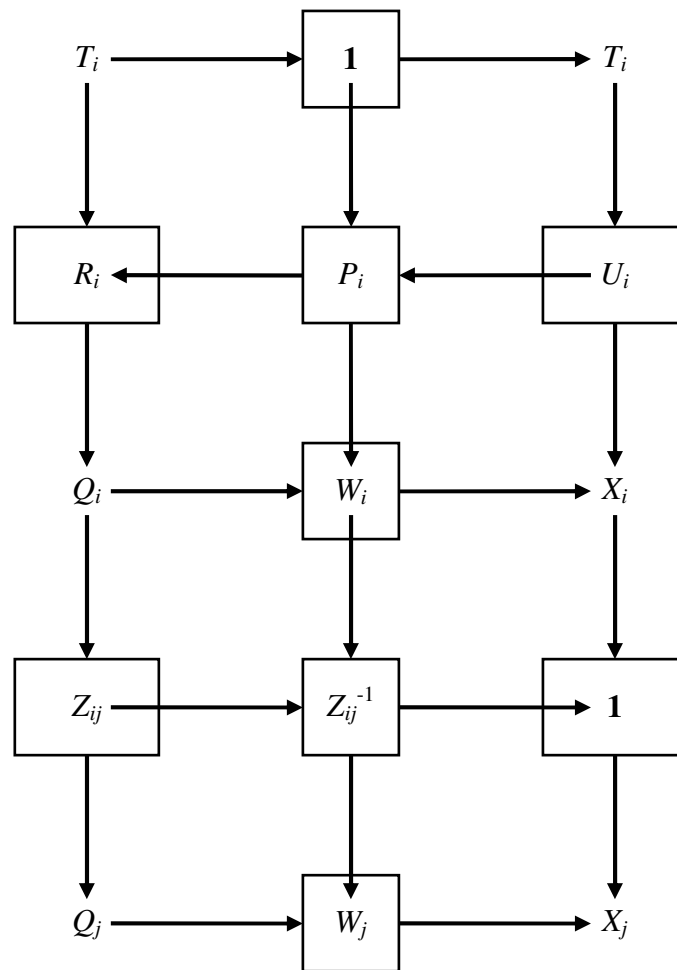 T_i 1 T_i
R_i P_i U_i
Q_i W_i X_i
Z_ij Z_ij^-1 1
Q_j W_j X_j